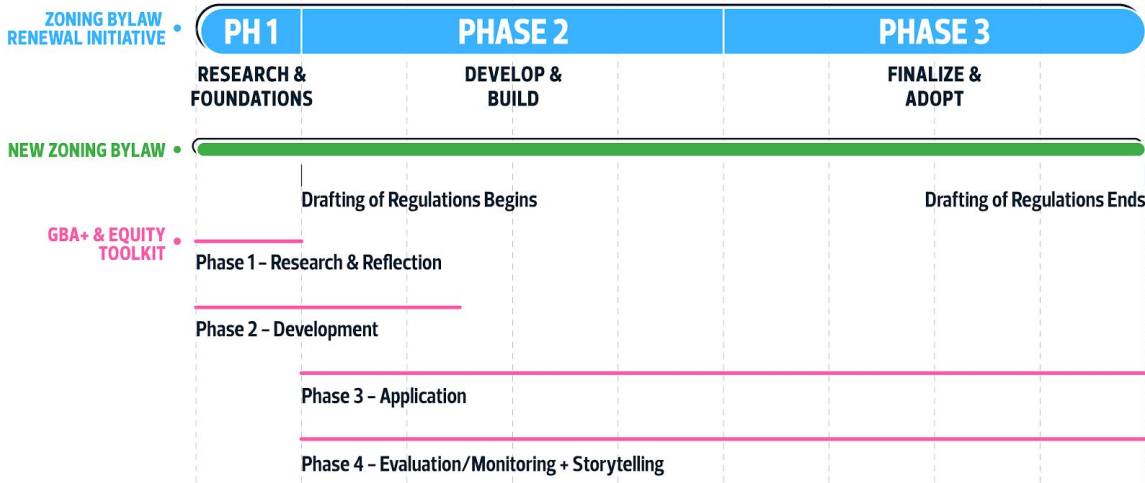 ZONING BYLAW
RENEWAL INITIATIVE
PH 1
PHASE 2
PHASE 3
RESEARCH &
FOUNDATIONS
DEVELOP &
BUILD
FINALIZE &
ADOPT
NEW ZONING BYLAW
Drafting of Regulations Begins
Drafting of Regulations Ends
GBA+ & EQUITY
TOOLKIT
Phase 1 – Research & Reflection
Phase 2 – Development
Phase 3 – Application
Phase 4 – Evaluation/Monitoring + Storytelling